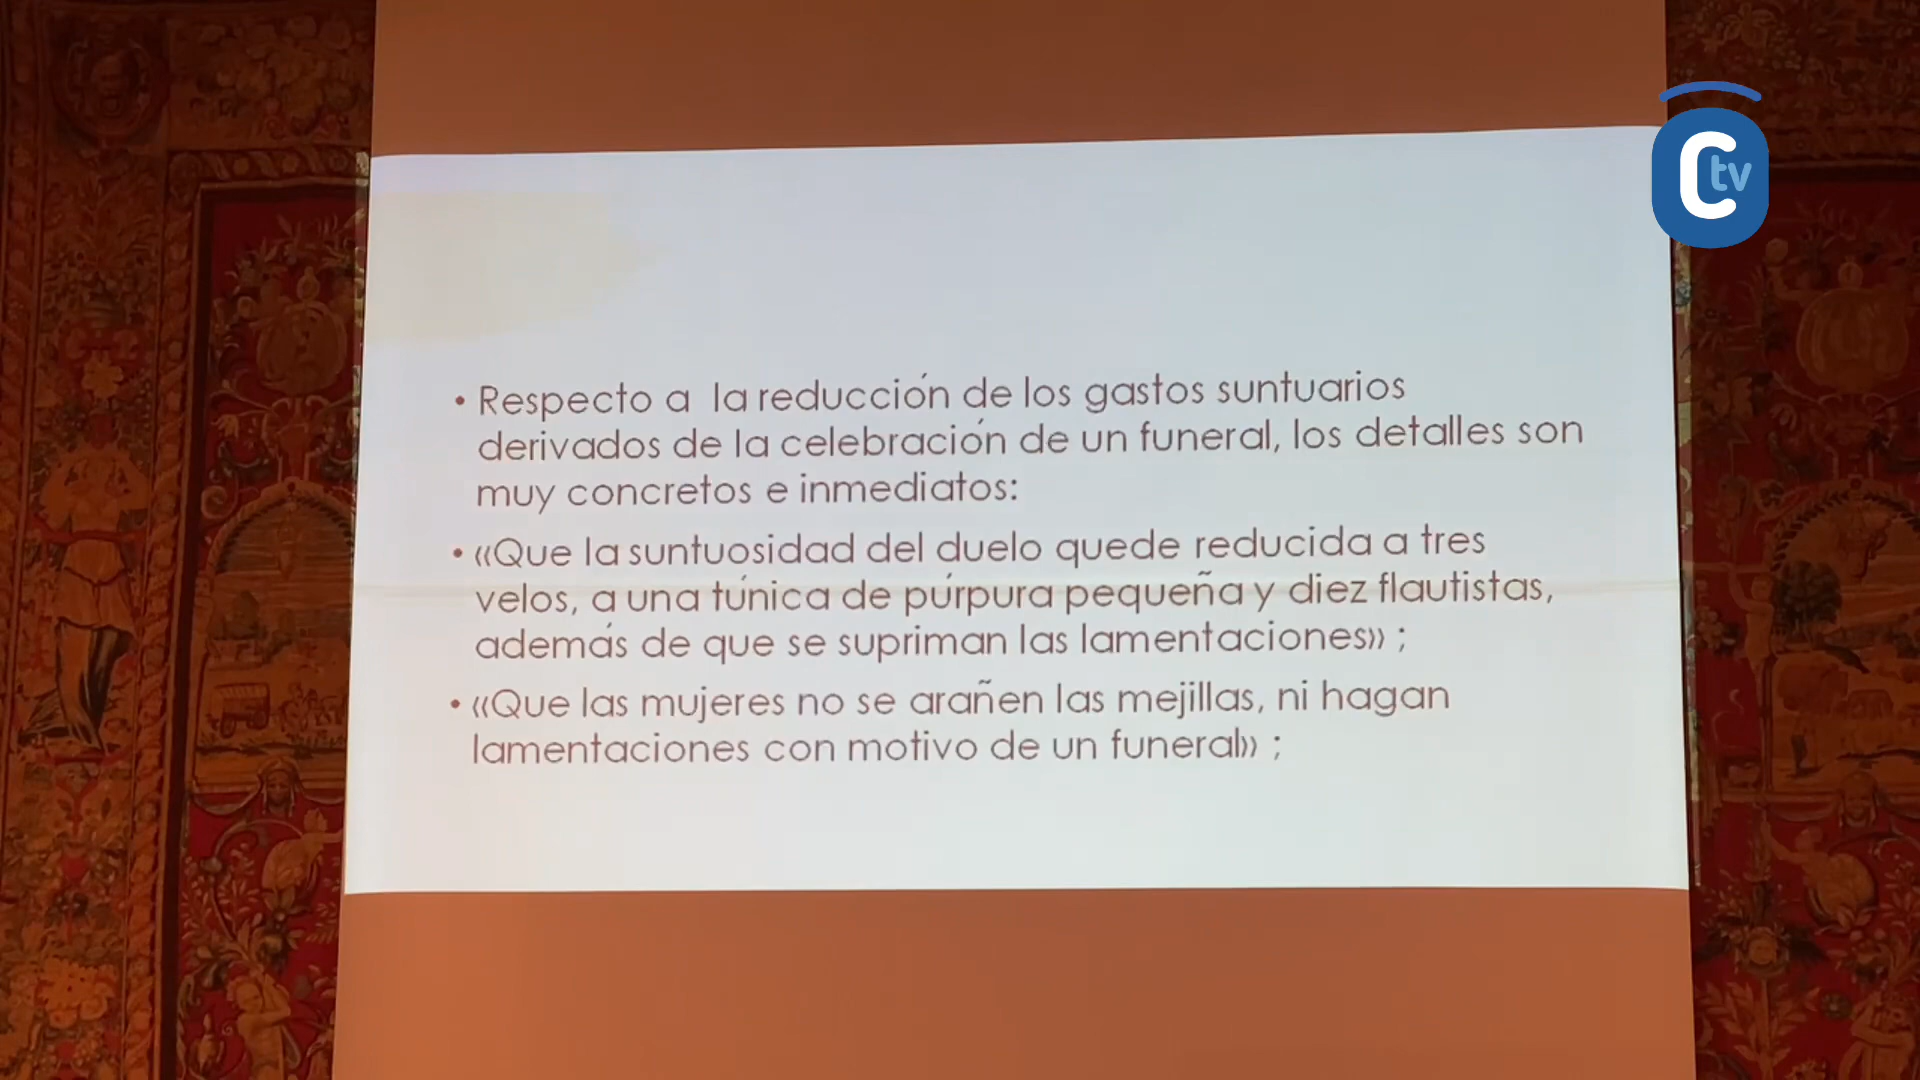 Ctv
• Respecto a la reducción de los gastos suntuarios
derivados de la celebración de un funeral, los detalles son
muy concretos e inmediatos:
• «Que la suntuosidad del duelo quede reducida a tres
velos, a una túnica de púrpura pequeña y diez flautistas,
además de que se supriman las lamentaciones» ;
• «Que las mujeres no se arañen las mejillas, ni hagan
lamentaciones con motivo de un funeral» ;